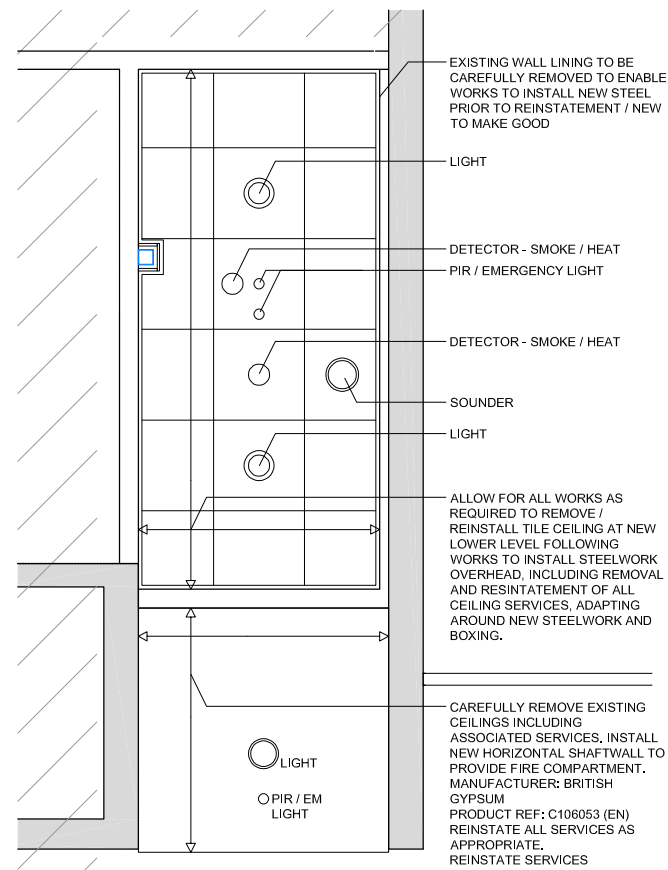 EXISTING WALL LINING TO BE
CAREFULLY REMOVED TO ENABLE
WORKS TO INSTALL NEW STEEL
PRIOR TO REINSTATEMENT / NEW
TO MAKE GOOD
LIGHT
DETECTOR - SMOKE / HEAT
PIR / EMERGENCY LIGHT
DETECTOR - SMOKE / HEAT
SOUNDER
LIGHT
ALLOW FOR ALL WORKS AS
REQUIRED TO REMOVE /
REINSTALL TILE CEILING AT NEW
LOWER LEVEL FOLLOWING
WORKS TO INSTALL STEELWORK
OVERHEAD, INCLUDING REMOVAL
AND RESINTATEMENT OF ALL
CEILING SERVICES, ADAPTING
AROUND NEW STEELWORK AND
BOXING.
CAREFULLY REMOVE EXISTING
CEILINGS INCLUDING
ASSOCIATED SERVICES. INSTALL
NEW HORIZONTAL SHAFTWALL TO
PROVIDE FIRE COMPARTMENT.
MANUFACTURER: BRITISH
GYPSUM
PRODUCT REF: C106053 (EN)
REINSTATE ALL SERVICES AS
APPROPRIATE.
REINSTATE SERVICES
LIGHT
PIR / EM
LIGHT